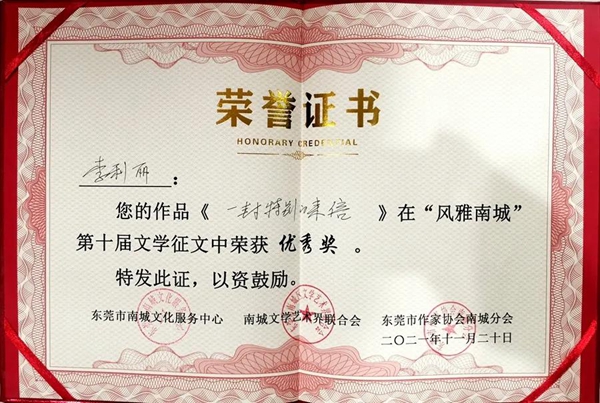 荣誉证书
HONORARY CREDENTIAL
李利丽：
您的作品《一封特别的来信》在“风雅南城”
第十届文学征文中荣获 优秀奖 。
特发此证，以资鼓励。
东莞市南城文化服务中心 南城文学艺术界联合会 东莞市作家协会南城分会
二〇二一年十一月二十日